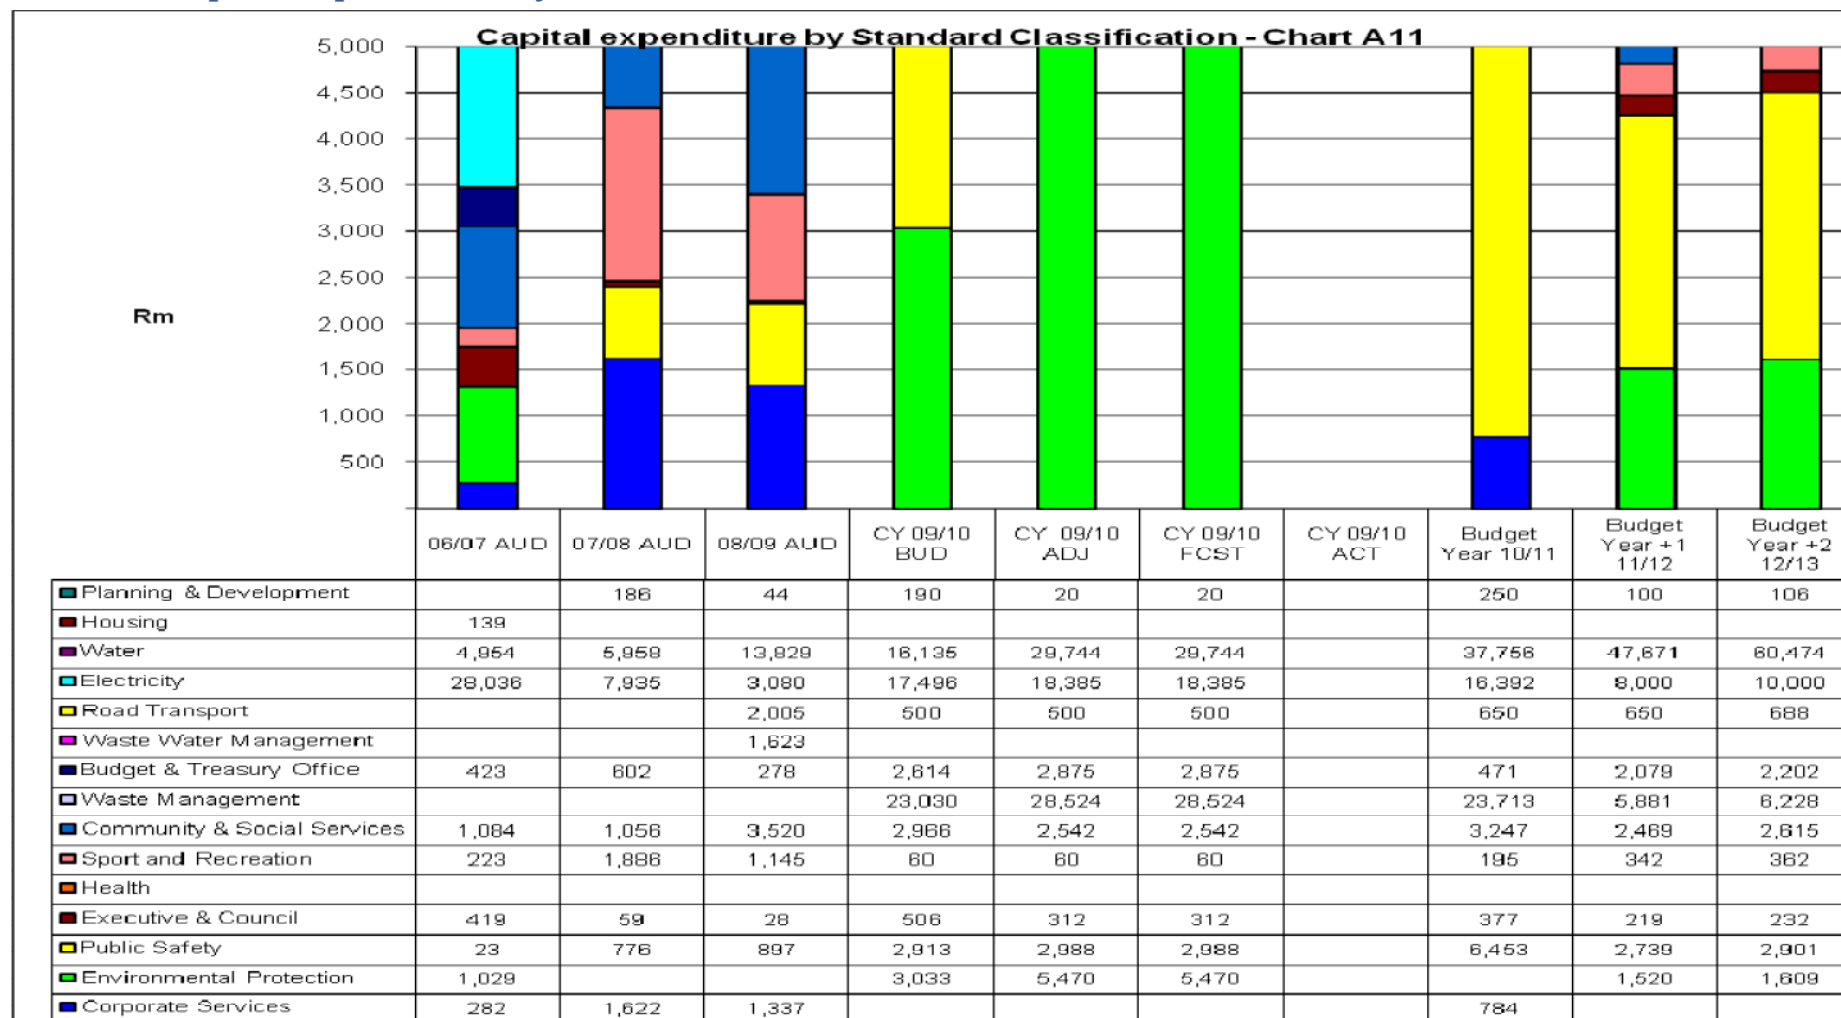 Capital expenditure by Standard Classification - Chart A11
5,000
4,500
4,000
3,500
3,000
2,500
Rm
2,000
1,500
1,000
500
06/07 AUD 07/08 AUD 08/09 AUD CY 09/10 BUD CY 09/10 ADJ CY 09/10 FCST CY 09/10 ACT Budget Year 10/11 Budget Year +1 11/12 Budget Year +2 12/13
Planning & Development 186 44 190 20 20 250 100 106
Housing 139
Water 4,954 5,958 13,829 16,135 29,744 29,744 37,756 47,671 60,474
Electricity 28,036 7,935 3,080 17,496 18,385 18,385 16,392 8,000 10,000
Road Transport 2,005 500 500 500 650 650 688
Waste Water Management 1,623
Budget & Treasury Office 423 602 278 2,614 2,875 2,875 471 2,079 2,202
Waste Management 23,030 28,524 28,524 23,713 5,881 6,228
Community & Social Services 1,084 1,056 3,520 2,966 2,542 2,542 3,247 2,469 2,615
Sport and Recreation 223 1,886 1,145 60 60 60 195 342 362
Health
Executive & Council 419 59 28 506 312 312 377 219 232
Public Safety 23 776 897 2,913 2,988 2,988 6,453 2,739 2,901
Environmental Protection 1,029 3,033 5,470 5,470 1,520 1,609
Corporate Services 282 1,622 1,337 784